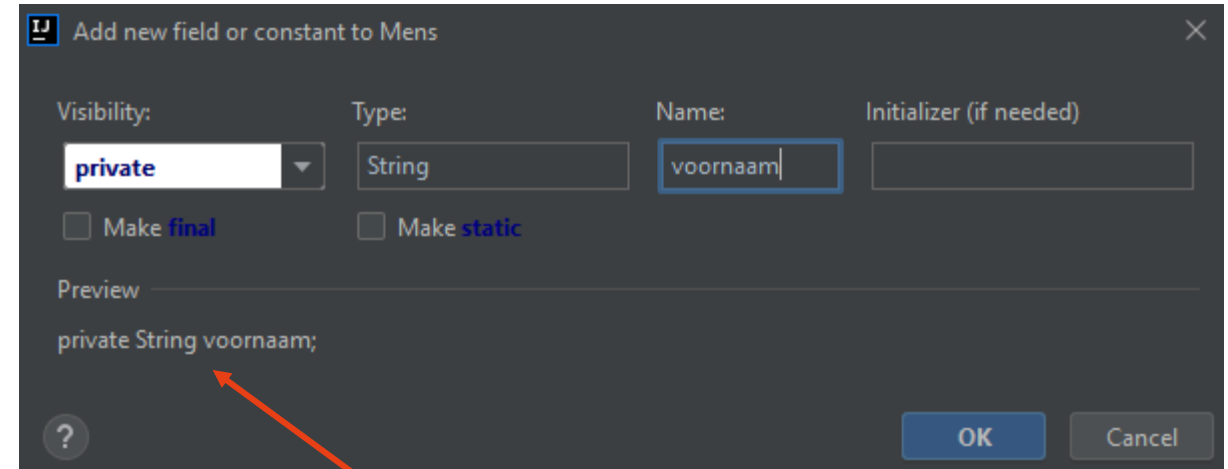 IJ Add new field or constant to Mens
Visibility: Type: Name: Initializer (if needed)
private String voornaam
Make final Make static
Preview
private String voornaam;
? OK Cancel